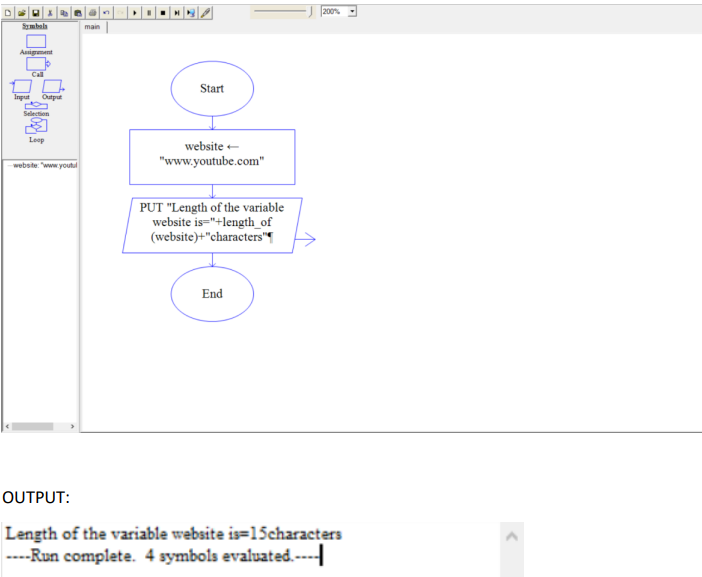 200%
Symbols
main
Assignment
Call
Input Output
Selection
Loop
website: "www.youtul
Start
website ←
"www.youtube.com"
PUT "Length of the variable
website is="+length_of
(website)+"characters"¶
End
OUTPUT:
Length of the variable website is=15characters
----Run complete.  4 symbols evaluated.----